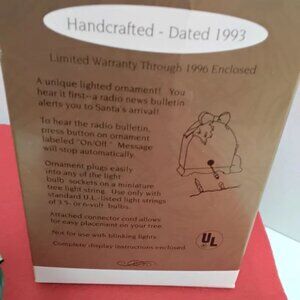 Handcrafted - Dated 1993
Limited Warranty Through 1996 Enclosed
A unique lighted ornament! You
hear it first—a radio news bulletin
alerts you to Santa's arrival!
To hear the radio bulletin,
press button on ornament
labeled "On/Off." Message
will stop automatically.
Ornament plugs easily
into any of the light
bulb sockets on a miniature
tree light string. Use only with
standard U.L.-listed light strings
of 3.5- or 6-volt bulbs.
Attached connector cord allows
for easy placement on your tree.
Not for use with blinking lights.
Complete display instructions enclosed.
UL